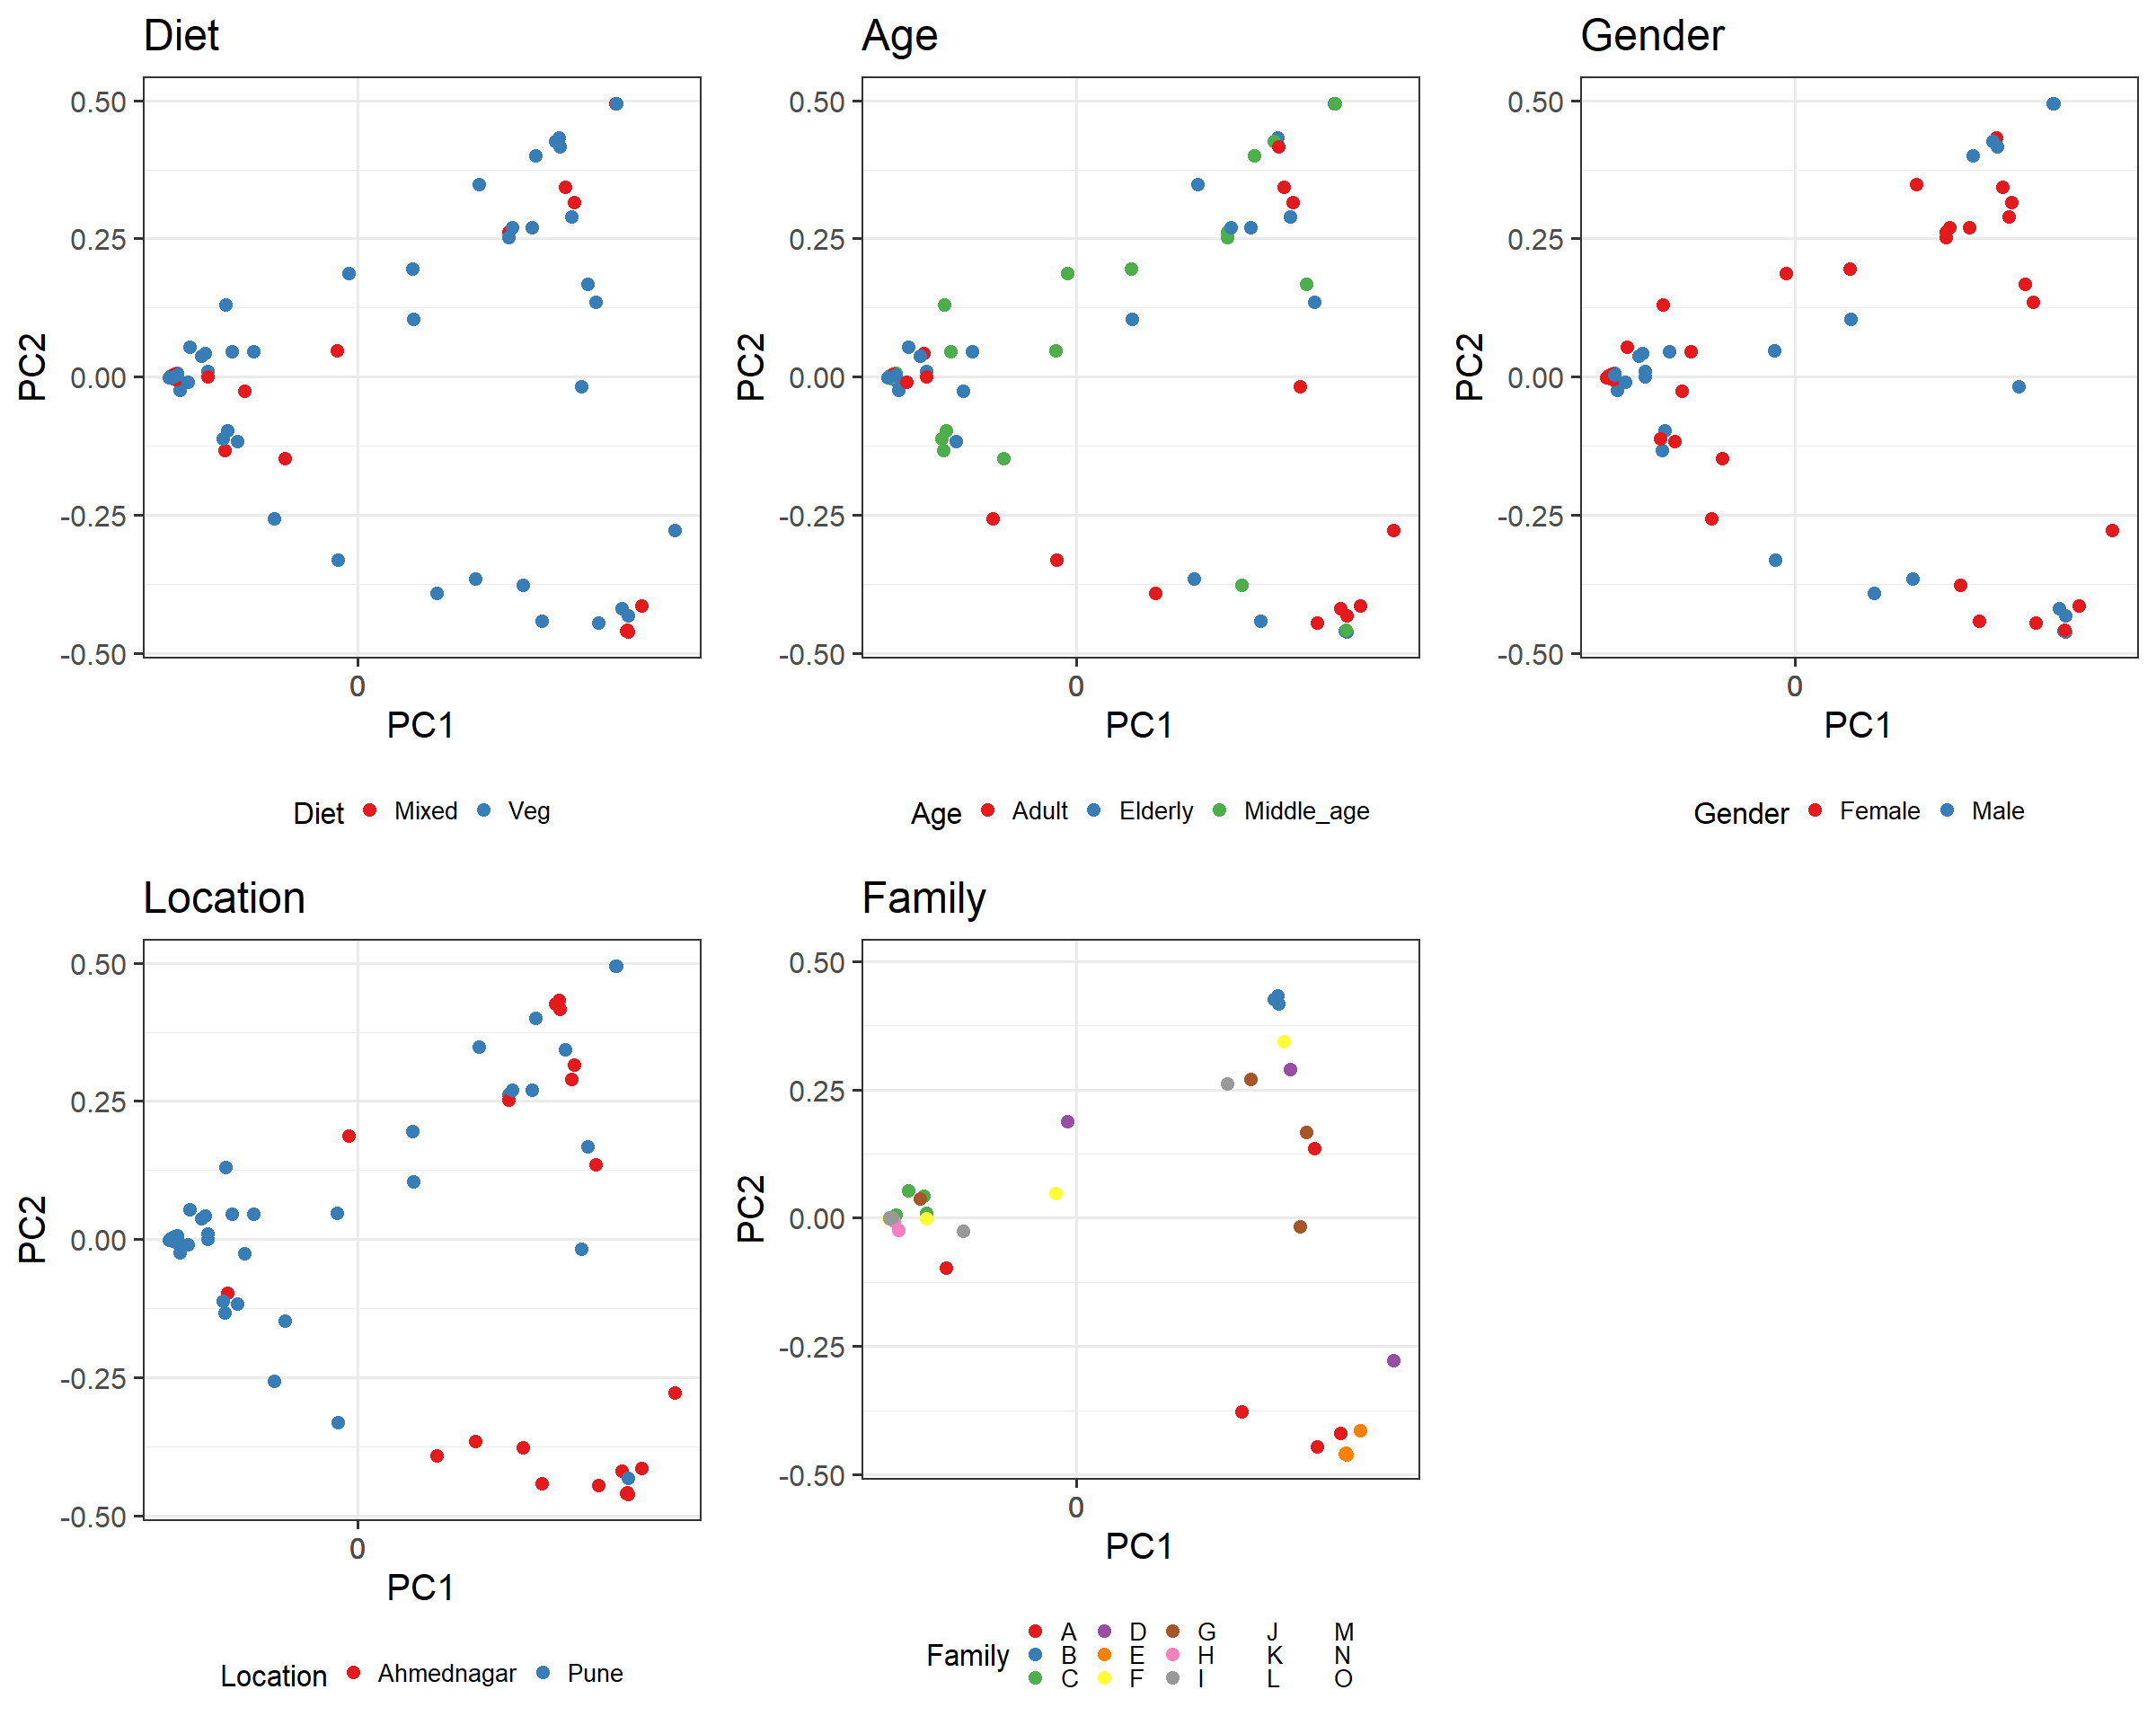 Diet
Age
Gender
0.50
0.25
0.00
-0.25
-0.50
PC2
0
PC1
0.50
0.25
0.00
-0.25
-0.50
PC2
0
PC1
0.50
0.25
0.00
-0.25
-0.50
PC2
0
PC1
Diet Mixed Veg
Age Adult Elderly Middle_age
Gender Female Male
Location
Family
0.50
0.25
0.00
-0.25
-0.50
PC2
0
PC1
0.50
0.25
0.00
-0.25
-0.50
PC2
0
PC1
Location Ahmednagar Pune
Family
A D G J M
B E H K N
C F I L O